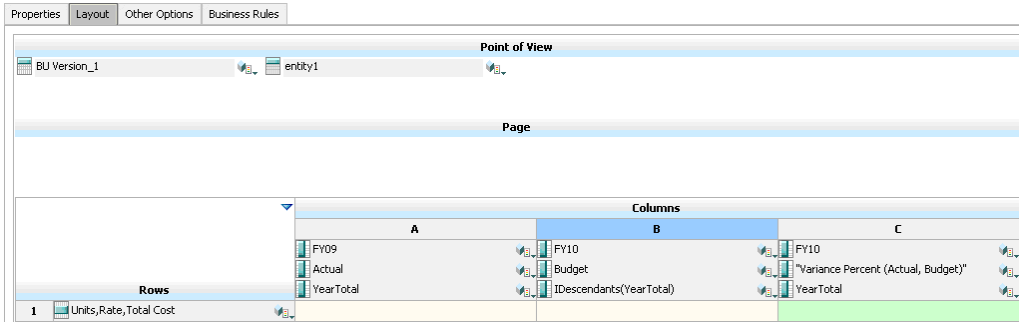 Properties Layout Other Options Business Rules
Point of View
BU Version_1 entity1
Page
Columns
A B C
FY09 FY10 FY10
Actual Budget "Variance Percent (Actual, Budget)"
Rows YearTotal IDescendants(YearTotal) YearTotal
1 Units,Rate,Total Cost